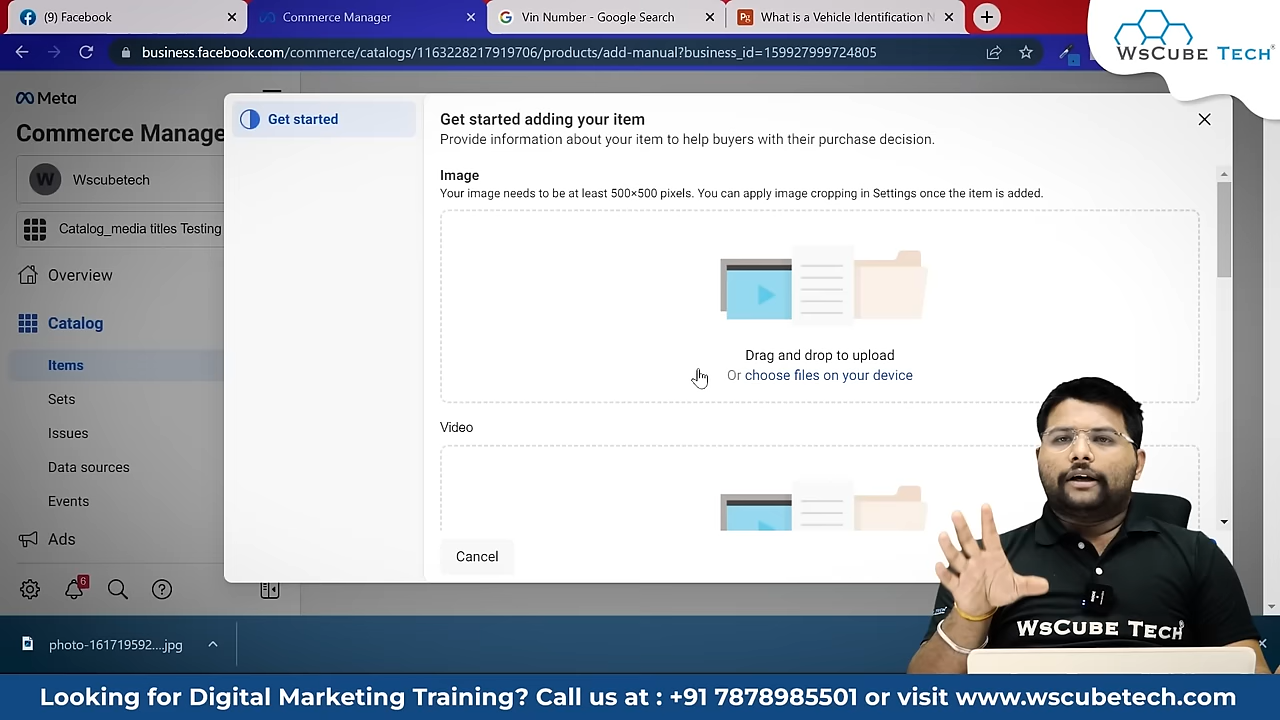 (9) Facebook
Commerce Manager
Vin Number - Google Search
What is a Vehicle Identification N
business.facebook.com/commerce/catalogs/1163228217919706/products/add-manual?business_id=159927999724805
WsCube Tech
Meta
Commerce Manage
W Wscubetech
Catalog_media titles Testing
Overview
Catalog
Items
Sets
Issues
Data sources
Events
Ads
6
Get started
Get started adding your item
Provide information about your item to help buyers with their purchase decision.
Image
Your image needs to be at least 500×500 pixels. You can apply image cropping in Settings once the item is added.
Drag and drop to upload
Or choose files on your device
Video
Cancel
WsCube Tech
photo-161719592....jpg
Looking for Digital Marketing Training? Call us at : +91 7878985501 or visit www.wscubetech.com